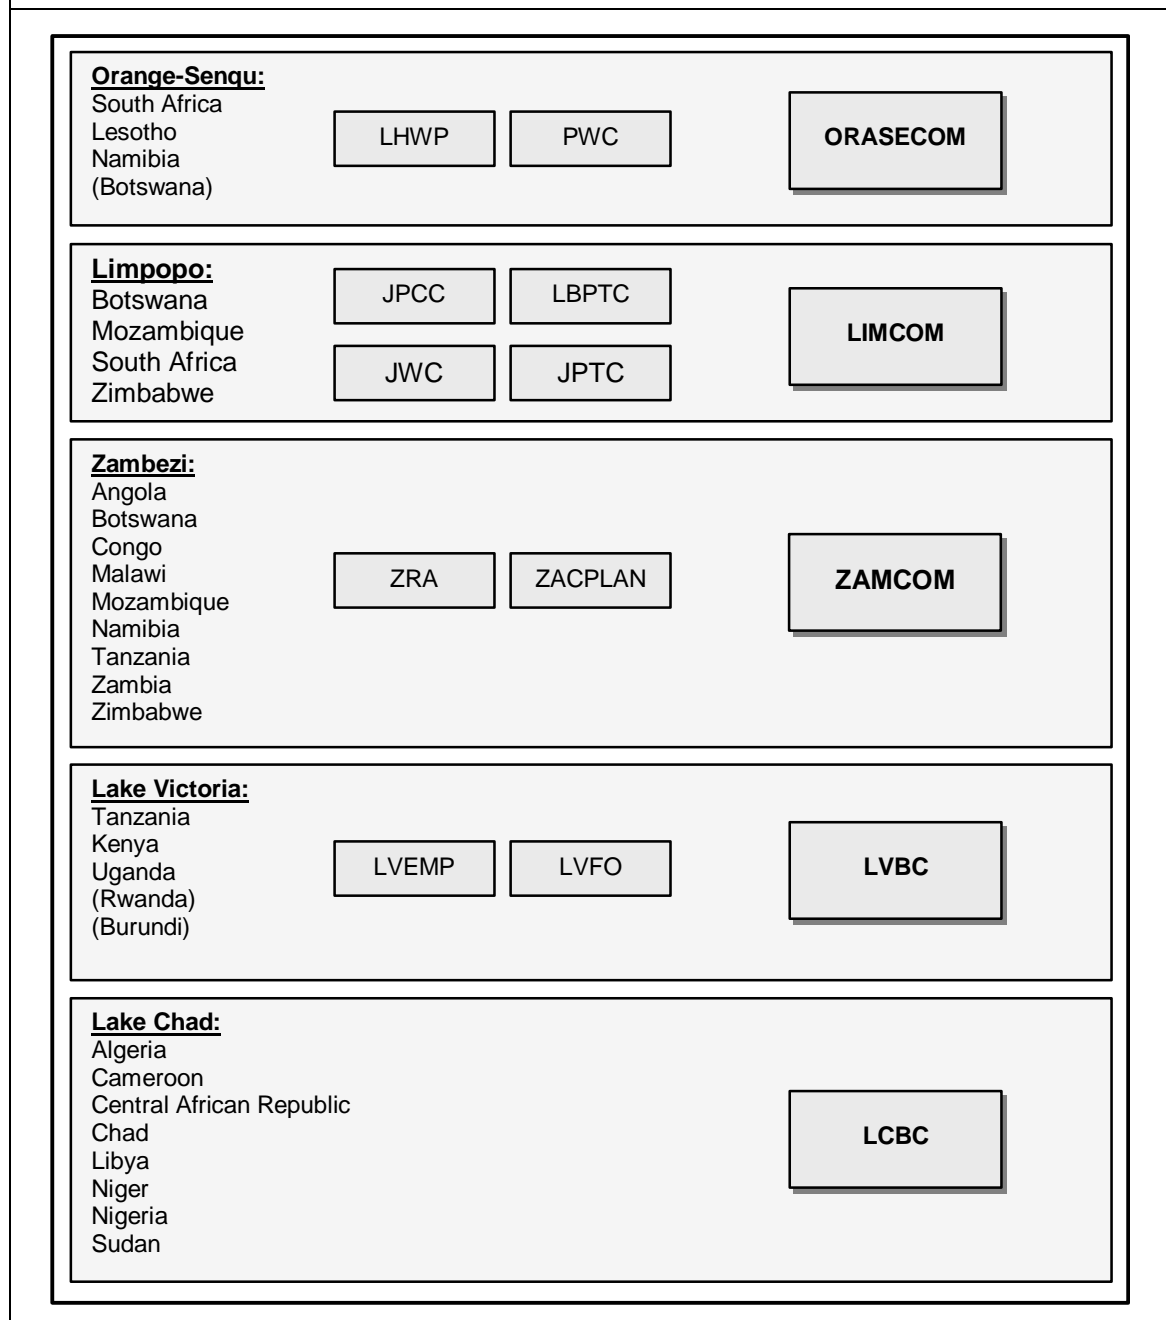 Orange-Senqu:
South Africa
Lesotho
Namibia
(Botswana)
LHWP
PWC
ORASECOM
Limpopo:
Botswana
Mozambique
South Africa
Zimbabwe
JPCC
LBPTC
JWC
JPTC
LIMCOM
Zambezi:
Angola
Botswana
Congo
Malawi
Mozambique
Namibia
Tanzania
Zambia
Zimbabwe
ZRA
ZACPLAN
ZAMCOM
Lake Victoria:
Tanzania
Kenya
Uganda
(Rwanda)
(Burundi)
LVEMP
LVFO
LVBC
Lake Chad:
Algeria
Cameroon
Central African Republic
Chad
Libya
Niger
Nigeria
Sudan
LCBC